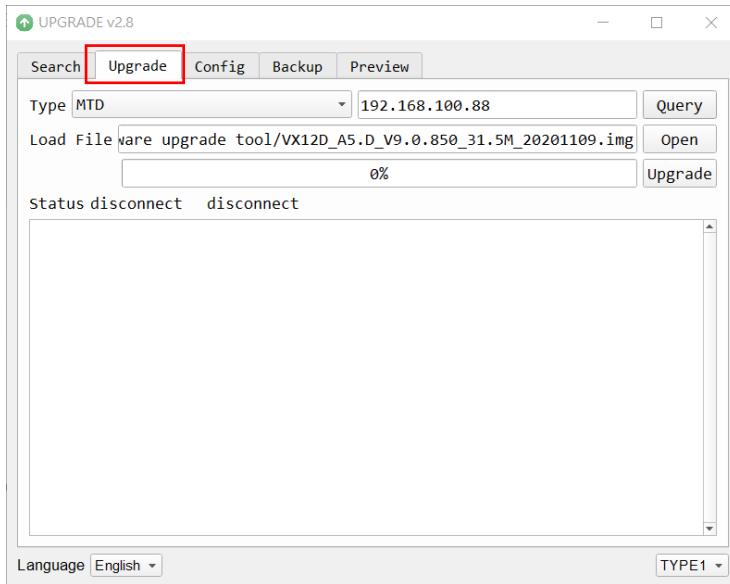 UPGRADE v2.8
Search Upgrade Config Backup Preview
Type MTD 192.168.100.88 Query
Load File ware upgrade tool/VX12D_A5.D_V9.0.850_31.5M_20201109.img Open
0% Upgrade
Status disconnect disconnect
Language English TYPE1